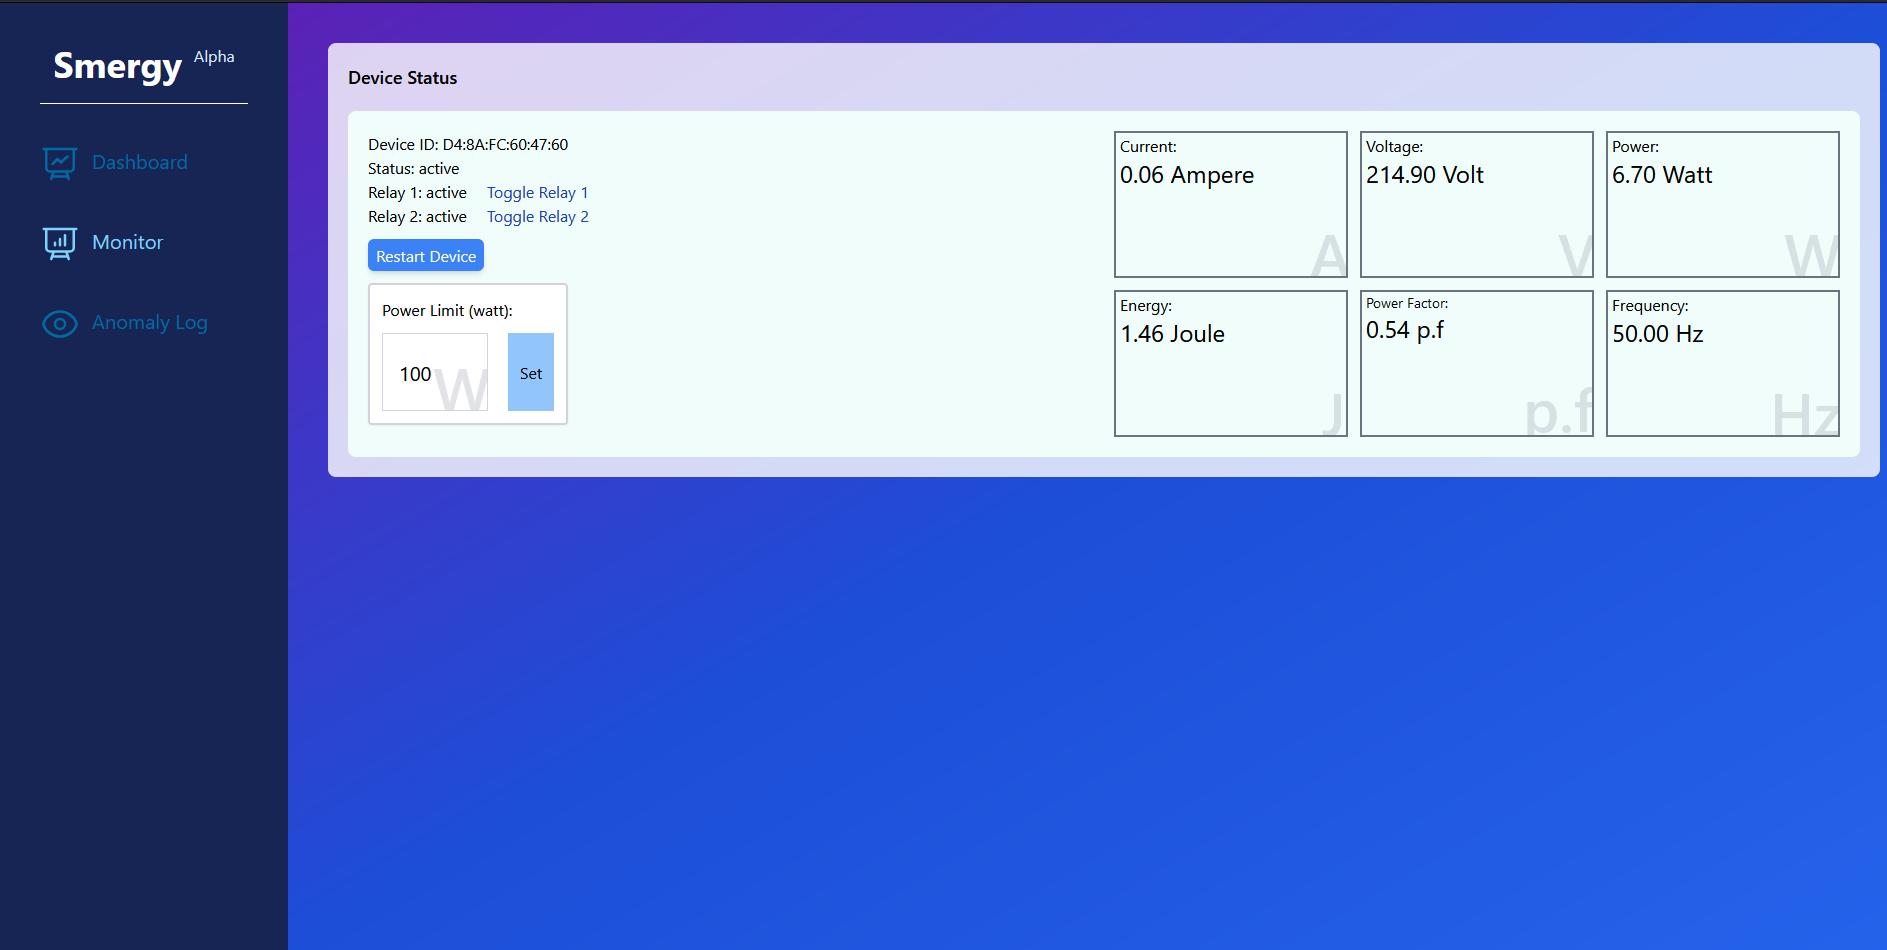 Smergy Alpha
Dashboard
Monitor
Anomaly Log
Device Status
Device ID: D4:8A:FC:60:47:60
Status: active
Relay 1: active Toggle Relay 1
Relay 2: active Toggle Relay 2
Restart Device
Power Limit (watt):
100 W Set
Current:
0.06 Ampere
A
Voltage:
214.90 Volt
V
Power:
6.70 Watt
W
Energy:
1.46 Joule
J
Power Factor:
0.54 p.f
p.f
Frequency:
50.00 Hz
Hz